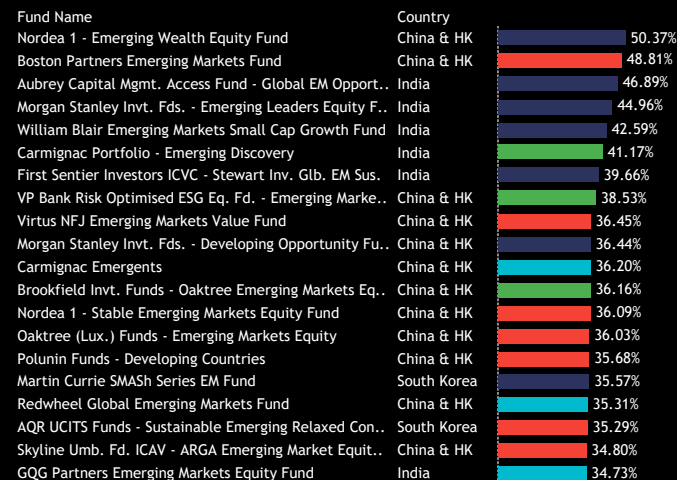 Fund Name Country
Nordea 1 - Emerging Wealth Equity Fund China & HK 50.37%
Boston Partners Emerging Markets Fund China & HK 48.81%
Aubrey Capital Mgmt. Access Fund - Global EM Opport.. India 46.89%
Morgan Stanley Invt. Fds. - Emerging Leaders Equity F.. India 44.96%
William Blair Emerging Markets Small Cap Growth Fund India 42.59%
Carmignac Portfolio - Emerging Discovery India 41.17%
First Sentier Investors ICVC - Stewart Inv. Glb. EM Sus. India 39.66%
VP Bank Risk Optimised ESG Eq. Fd. - Emerging Marke.. China & HK 38.53%
Virtus NFJ Emerging Markets Value Fund China & HK 36.45%
Morgan Stanley Invt. Fds. - Developing Opportunity Fu.. China & HK 36.44%
Carmignac Emergents China & HK 36.20%
Brookfield Invt. Funds - Oaktree Emerging Markets Eq.. China & HK 36.16%
Nordea 1 - Stable Emerging Markets Equity Fund China & HK 36.09%
Oaktree (Lux.) Funds - Emerging Markets Equity China & HK 36.03%
Polunin Funds - Developing Countries China & HK 35.68%
Martin Currie SMASh Series EM Fund South Korea 35.57%
Redwheel Global Emerging Markets Fund China & HK 35.31%
AQR UCITS Funds - Sustainable Emerging Relaxed Con.. South Korea 35.29%
Skyline Umb. Fd. ICAV - ARGA Emerging Market Equit.. China & HK 34.80%
GQG Partners Emerging Markets Equity Fund India 34.73%